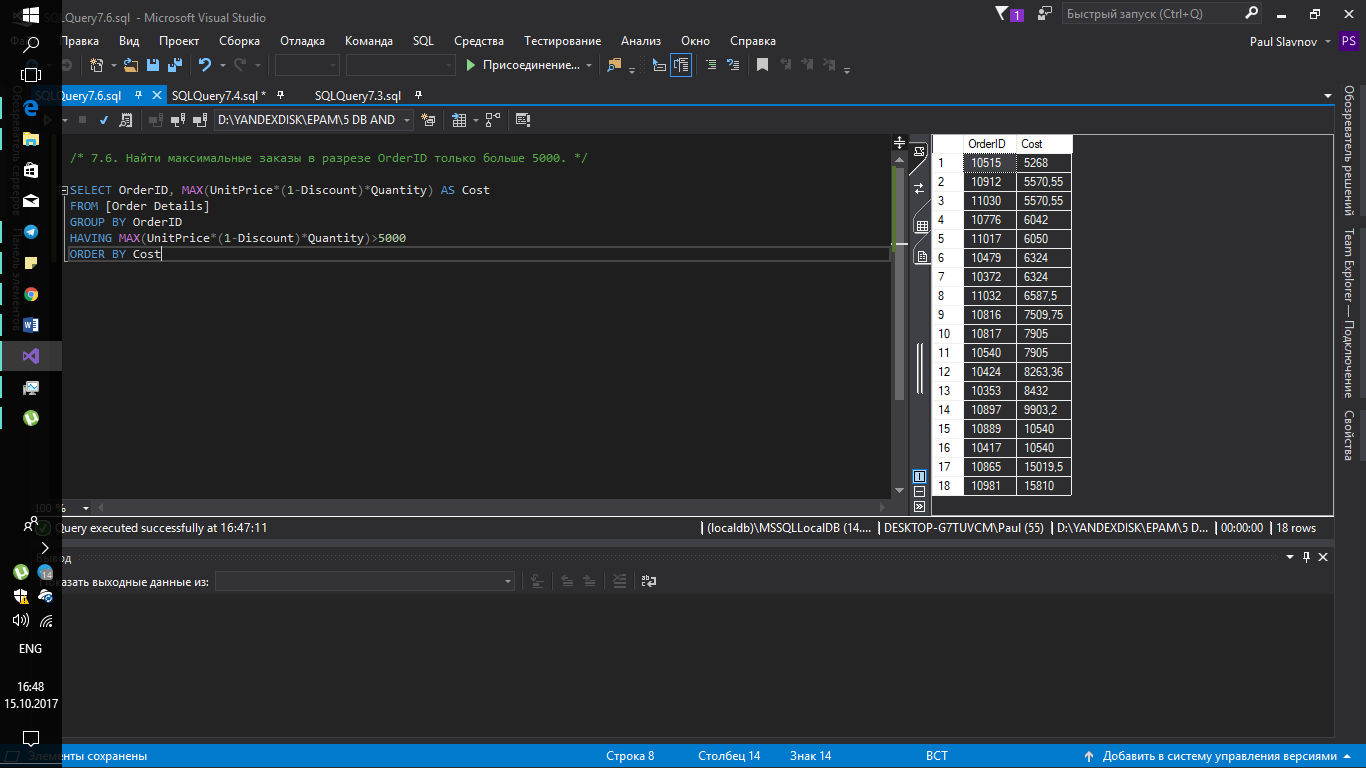 SQLQuery7.6.sql - Microsoft Visual Studio
1
Быстрый запуск (Ctrl+Q)
Правка Вид Проект Сборка Отладка Команда SQL Средства Тестирование Анализ Окно Справка
Paul Slavnov PS
Присоединение...
SQLQuery7.6.sql SQLQuery7.4.sql * SQLQuery7.3.sql
D:\YANDEXDISK\EPAM\5 DB AND
/* 7.6. Найти максимальные заказы в разрезе OrderID только больше 5000. */
SELECT OrderID, MAX(UnitPrice*(1-Discount)*Quantity) AS Cost
FROM [Order Details]
GROUP BY OrderID
HAVING MAX(UnitPrice*(1-Discount)*Quantity)>5000
ORDER BY Cost
OrderID Cost
1 10515 5268
2 10912 5570,55
3 11030 5570,55
4 10776 6042
5 11017 6050
6 10479 6324
7 10372 6324
8 11032 6587,5
9 10816 7509,75
10 10817 7905
11 10540 7905
12 10424 8263,36
13 10353 8432
14 10897 9903,2
15 10889 10540
16 10417 10540
17 10865 15019,5
18 10981 15810
Обозреватель решений
Team Explorer — Подключение
Свойства
Обозреватель серверов
Панель элементов
100 %
Query executed successfully at 16:47:11
(localdb)\MSSQLLocalDB (14.... DESKTOP-G7TUVCM\Paul (55) D:\YANDEXDISK\EPAM\5 D... 00:00:00 18 rows
Вывод
Показать выходные данные из:
14
ENG
16:48
15.10.2017
Элементы сохранены
Строка 8 Столбец 14 Знак 14 ВСТ
Добавить в систему управления версиями